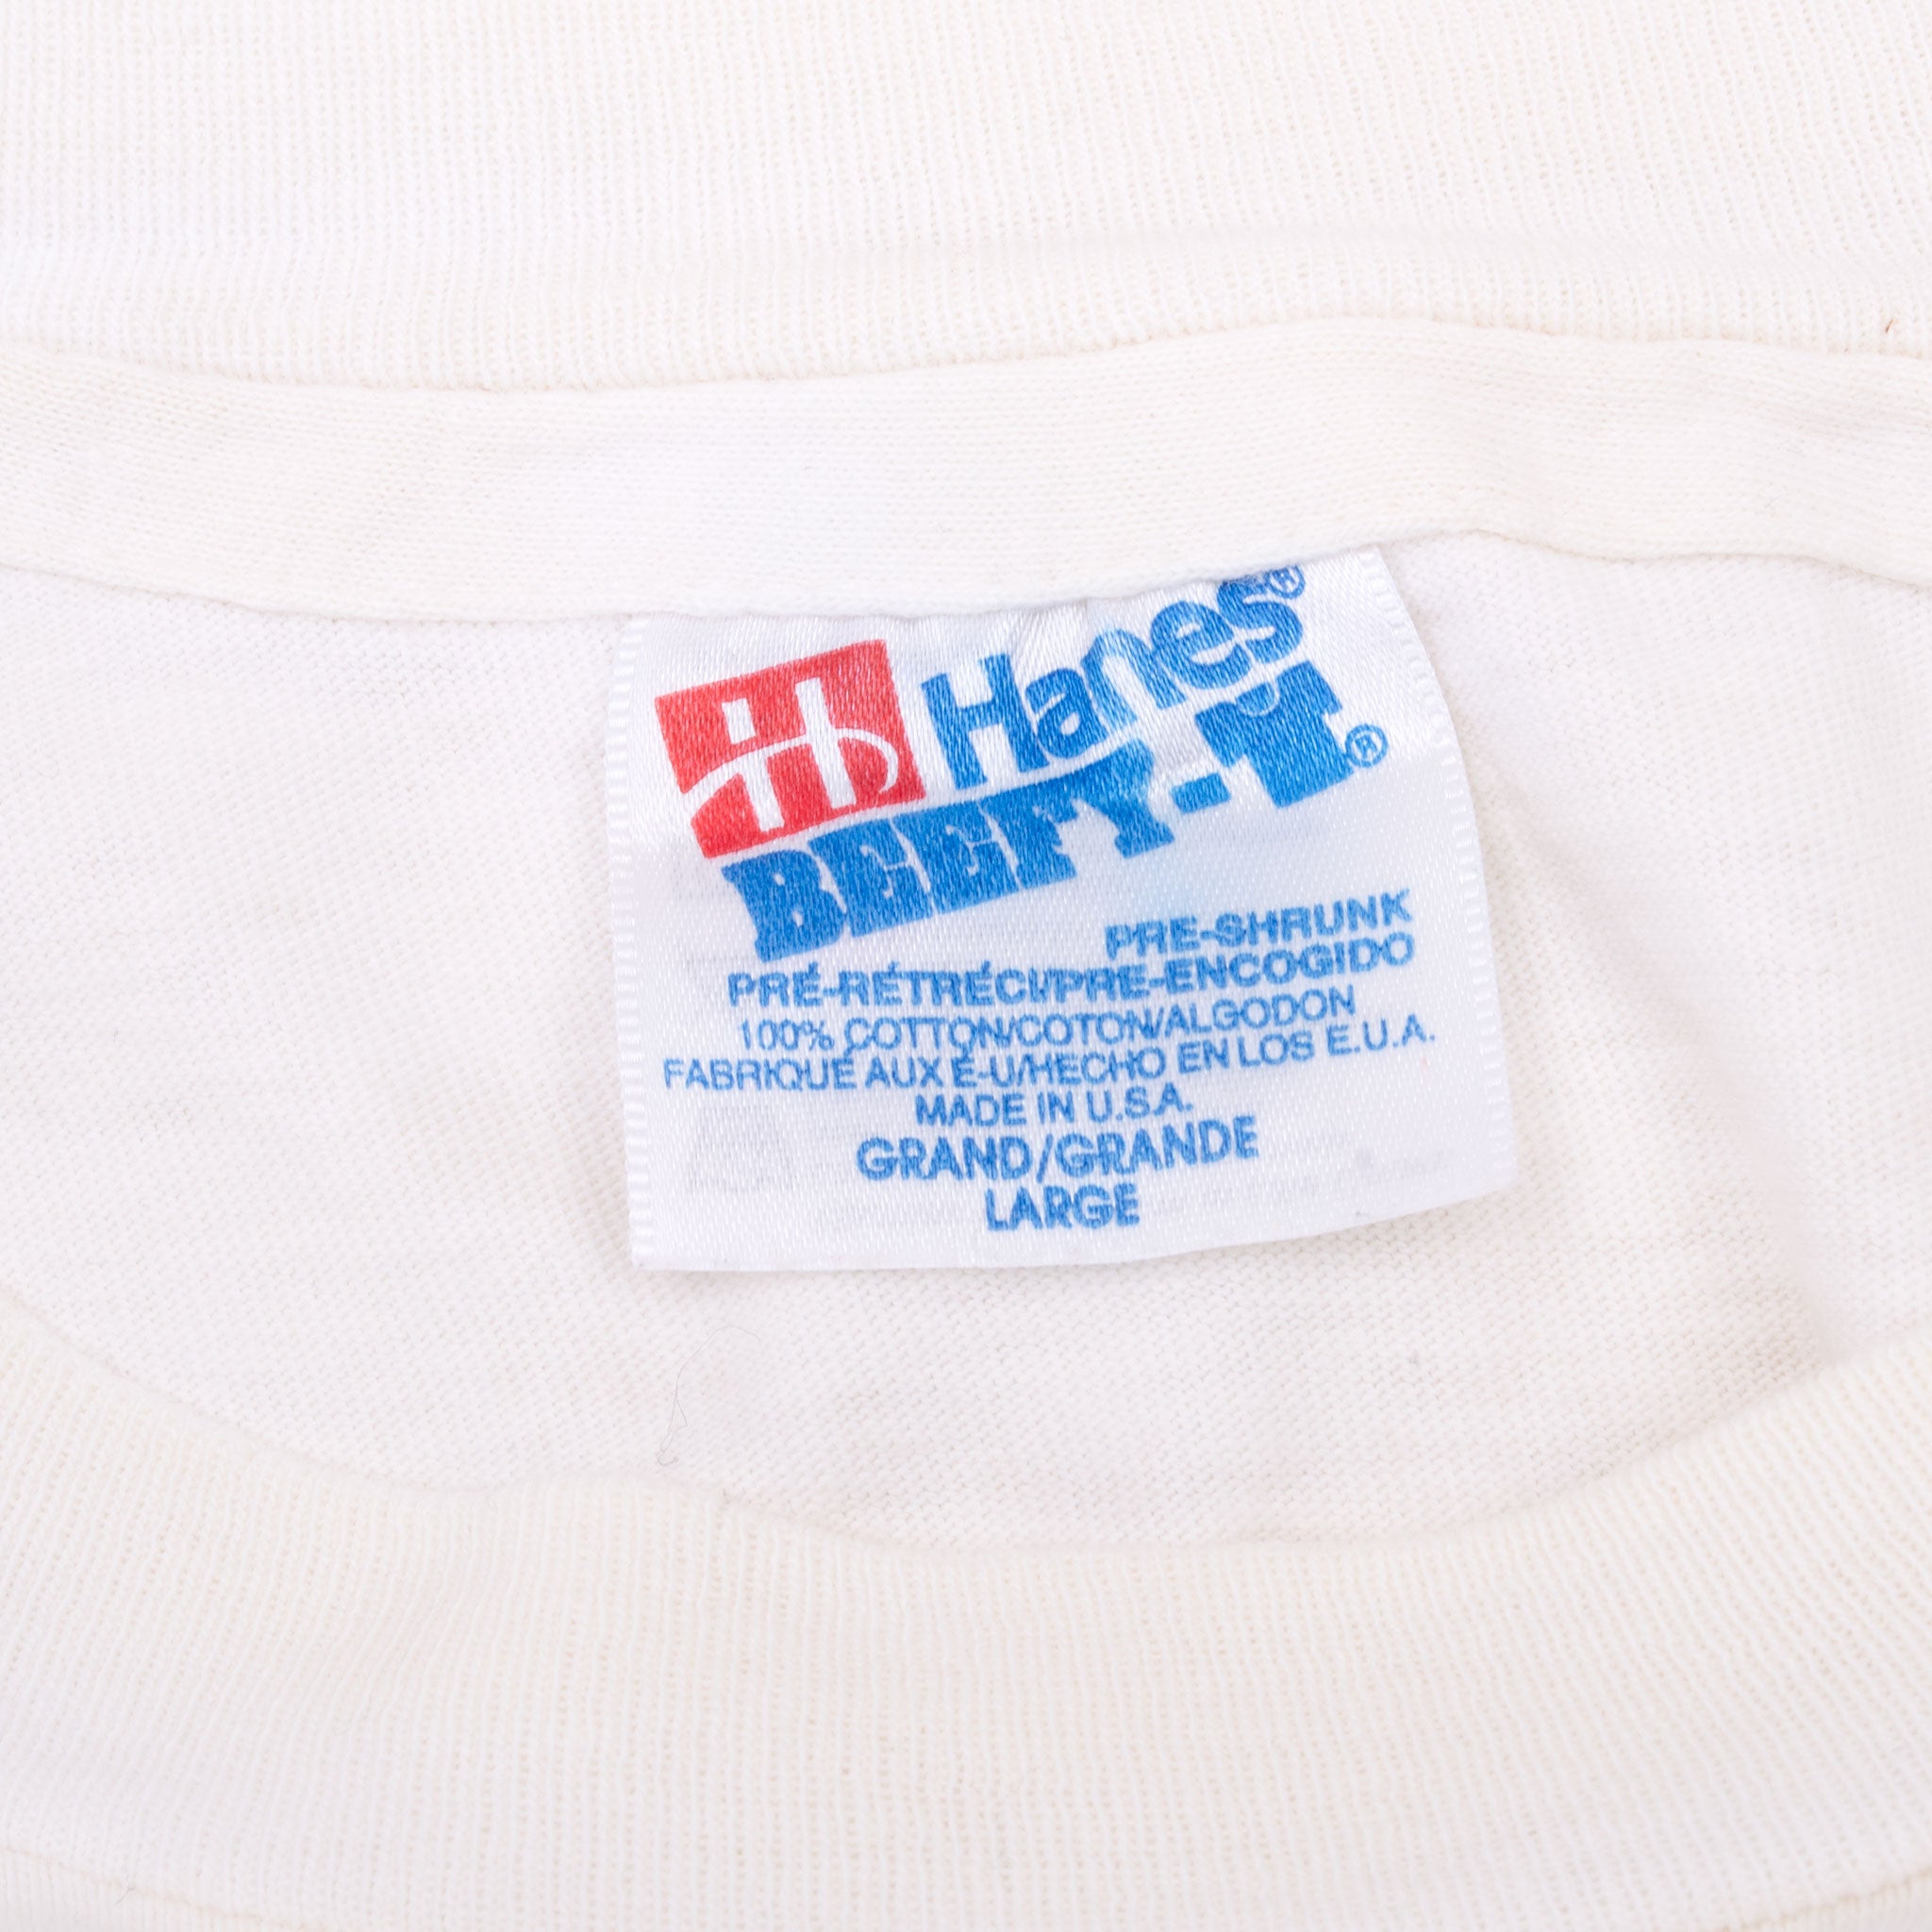 Hanes®
BEEFY-T®
PRE-SHRUNK
PRÉ-RÉTRÉCI/PRE-ENCOGIDO
100% COTTON/COTON/ALGODON
FABRIQUÉ AUX É-U/HECHO EN LOS E.U.A.
MADE IN U.S.A.
GRAND/GRANDE
LARGE